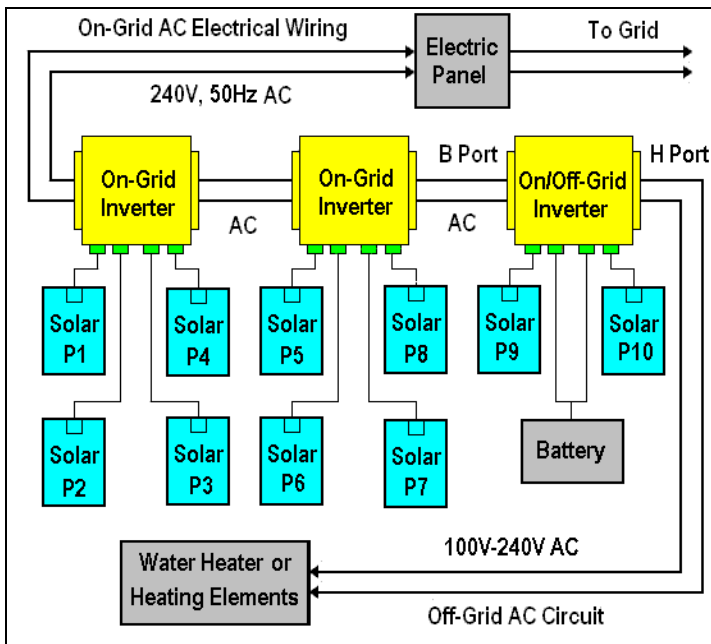 On-Grid AC Electrical Wiring
Electric
Panel
To Grid
240V, 50Hz AC
On-Grid
Inverter
AC
On-Grid
Inverter
B Port
AC
On/Off-Grid
Inverter
H Port
Solar
P1
Solar
P4
Solar
P5
Solar
P8
Solar
P9
Solar
P10
Solar
P2
Solar
P3
Solar
P6
Solar
P7
Battery
100V-240V AC
Water Heater or
Heating Elements
Off-Grid AC Circuit